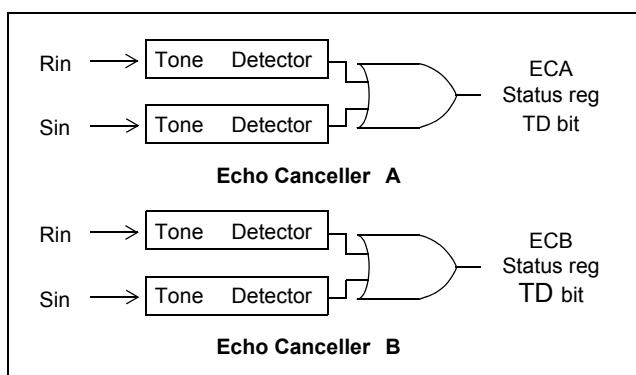 Rin Tone Detector
ECA
Status reg
TD bit
Sin Tone Detector
Echo Canceller A
Rin Tone Detector
ECB
Status reg
TD bit
Sin Tone Detector
Echo Canceller B